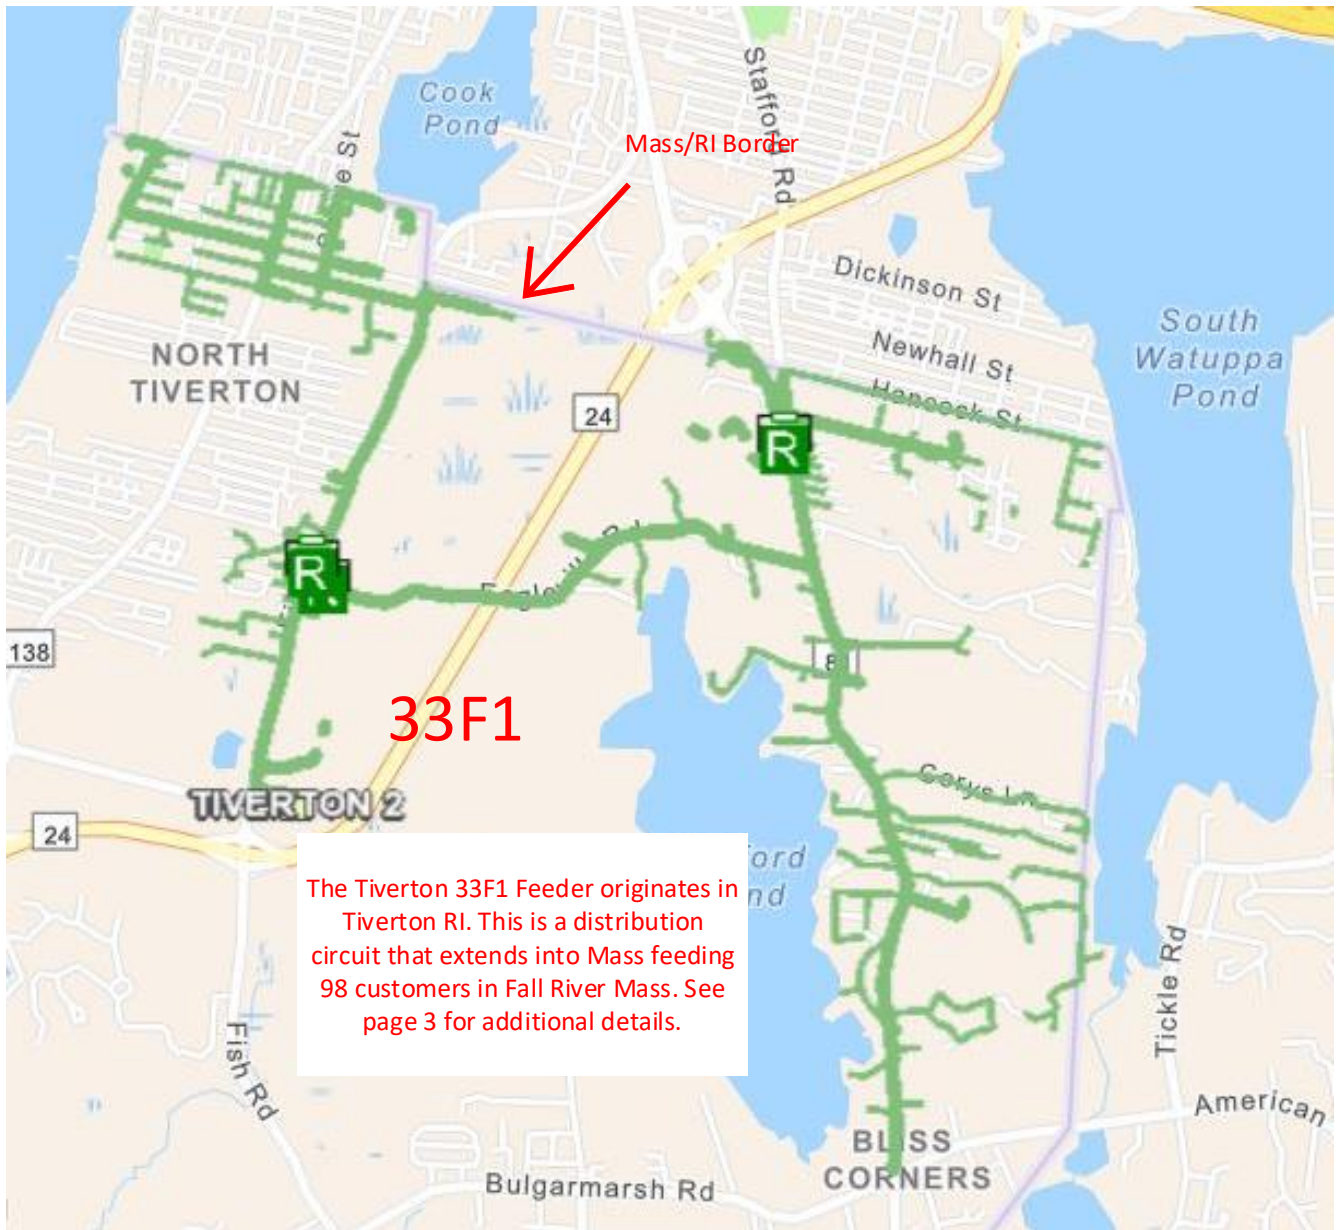 Cook
Pond
Stafford Rd
Mass/RI Border
Dickinson St
South
Watuppa
Pond
Newhall St
Hancock St
NORTH
TIVERTON
24
R
R
138
33F1
Corys Ln
TIVERTON 2
24
The Tiverton 33F1 Feeder originates in
Tiverton RI. This is a distribution
circuit that extends into Mass feeding
98 customers in Fall River Mass. See
page 3 for additional details.
Tickle Rd
Fish Rd
American
BLISS
CORNERS
Bulgarmarsh Rd